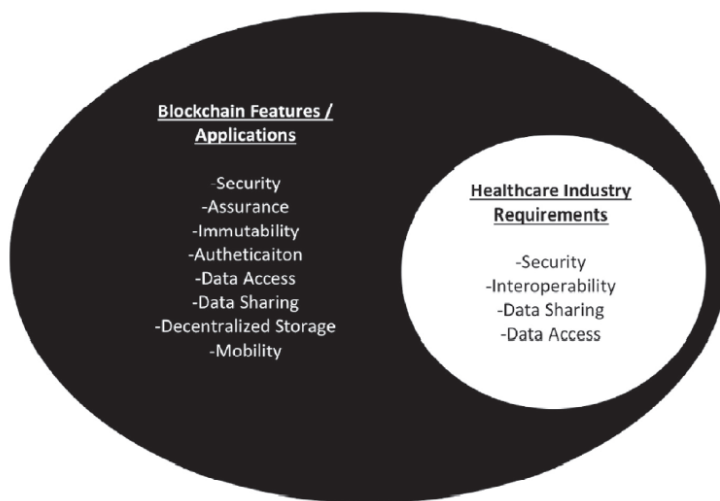 Blockchain Features /
Applications
-Security
-Assurance
-Immutability
-Autheticaiton
-Data Access
-Data Sharing
-Decentralized Storage
-Mobility
Healthcare Industry
Requirements
-Security
-Interoperability
-Data Sharing
-Data Access